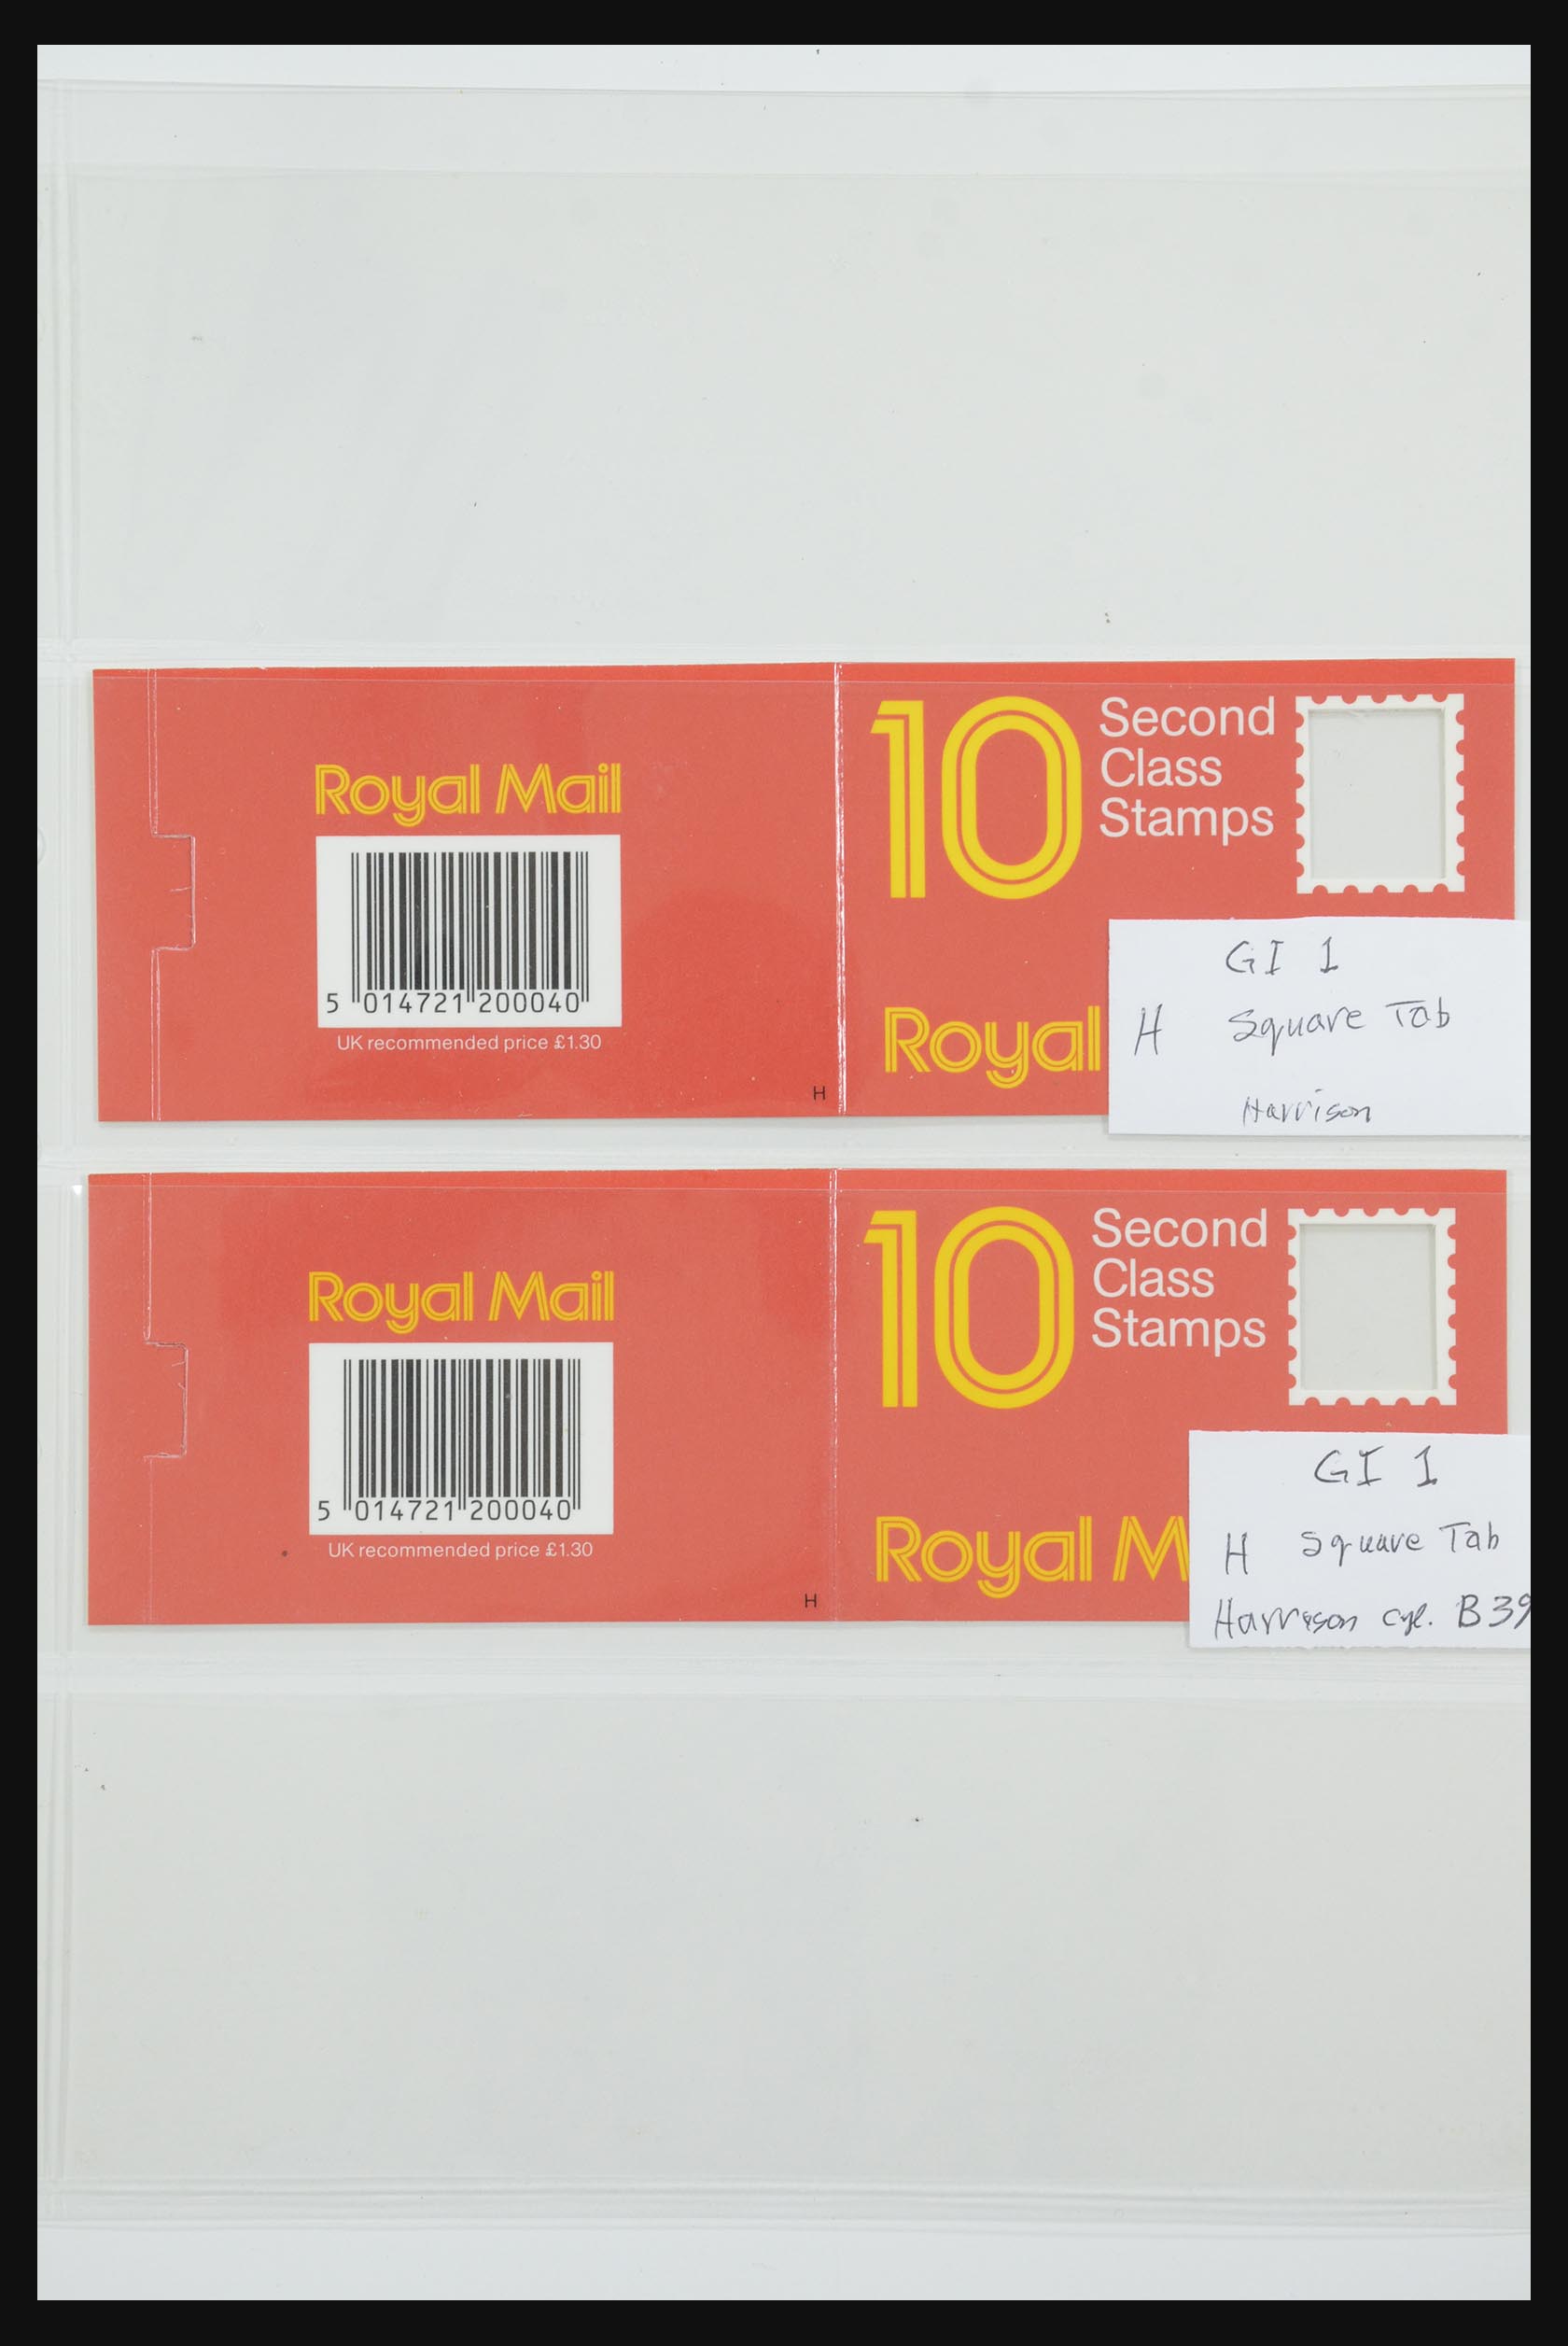 Royal Mail
5 014721 200040
UK recommended price £1.30
H
10
Second
Class
Stamps
Royal
GI 1
H Square Tab
Harrison
Royal Mail
5 014721 200040
UK recommended price £1.30
H
10
Second
Class
Stamps
Royal M
GI 1
H Square Tab
Harrison cyl. B39